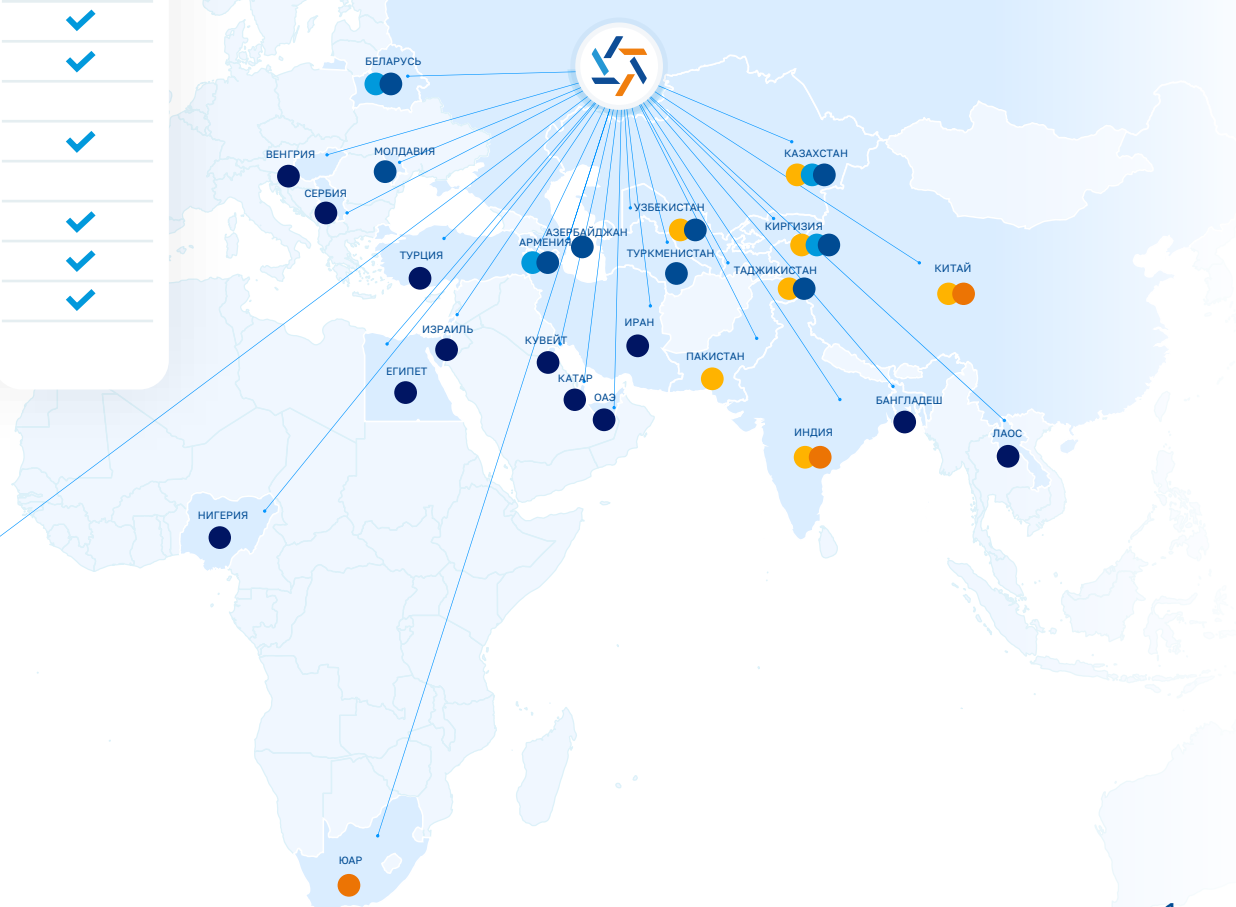 БЕЛАРУСЬ
ВЕНГРИЯ
МОЛДАВИЯ
КАЗАХСТАН
СЕРБИЯ
УЗБЕКИСТАН
КИРГИЗИЯ
АЗЕРБАЙДЖАН
АРМЕНИЯ
ТУРЦИЯ
ТУРКМЕНИСТАН
ТАДЖИКИСТАН
КИТАЙ
ИЗРАИЛЬ
ИРАН
КУВЕЙТ
ПАКИСТАН
ЕГИПЕТ
КАТАР
ОАЭ
БАНГЛАДЕШ
ИНДИЯ
ЛАОС
НИГЕРИЯ
ЮАР